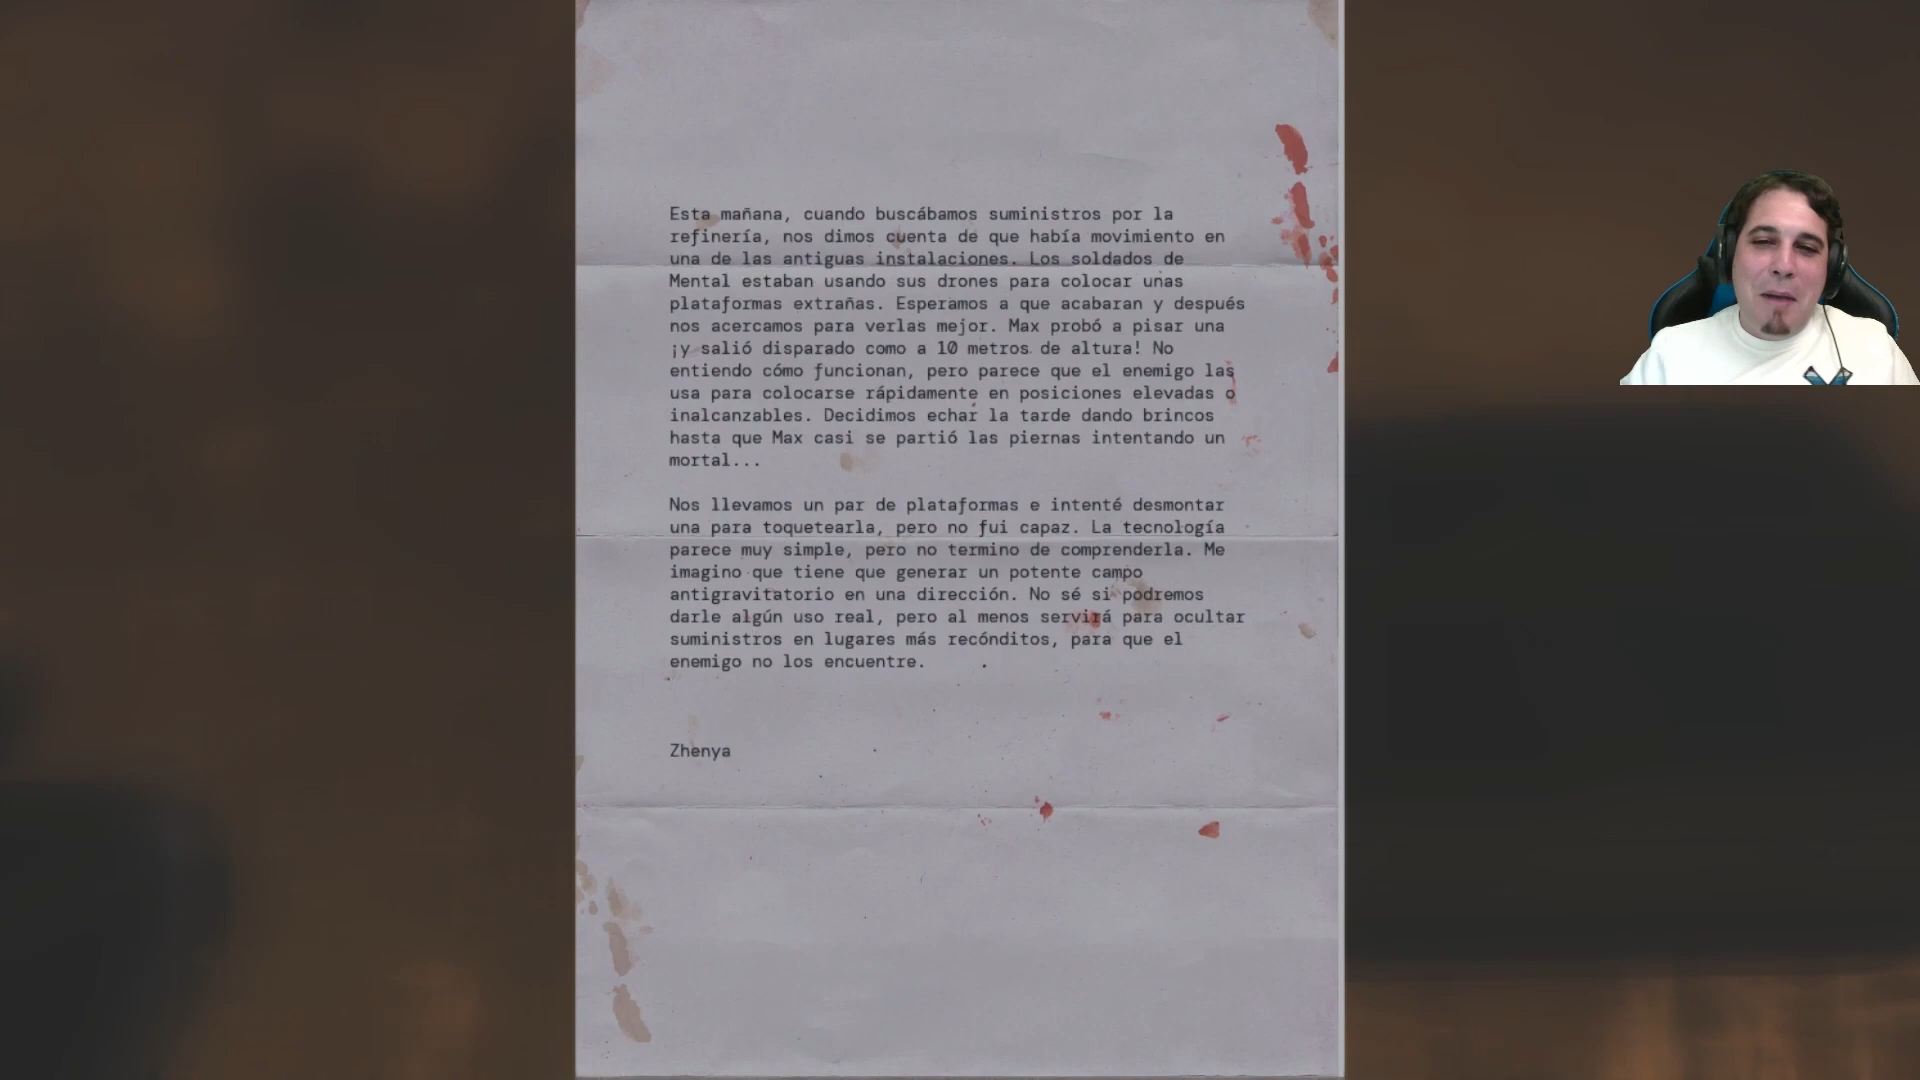 Esta mañana, cuando buscábamos suministros por la
refinería, nos dimos cuenta de que había movimiento en
una de las antiguas instalaciones. Los soldados de
Mental estaban usando sus drones para colocar unas
plataformas extrañas. Esperamos a que acabaran y después
nos acercamos para verlas mejor. Max probó a pisar una
¡y salió disparado como a 10 metros de altura! No
entiendo cómo funcionan, pero parece que el enemigo las
usa para colocarse rápidamente en posiciones elevadas o
inalcanzables. Decidimos echar la tarde dando brincos
hasta que Max casi se partió las piernas intentando un
mortal...
Nos llevamos un par de plataformas e intenté desmontar
una para toquetearla, pero no fui capaz. La tecnología
parece muy simple, pero no termino de comprenderla. Me
imagino que tiene que generar un potente campo
antigravitatorio en una dirección. No sé si podremos
darle algún uso real, pero al menos servirá para ocultar
suministros en lugares más recónditos, para que el
enemigo no los encuentre.
Zhenya